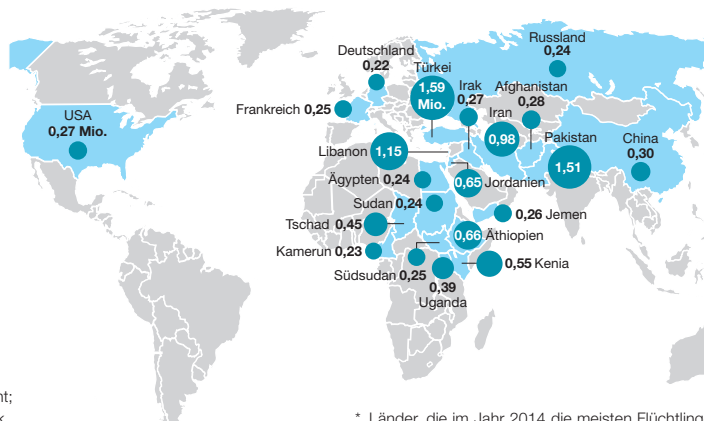 Russland
0,24
Deutschland
0,22
Türkei
1,59
Mio.
Irak
0,27
Afghanistan
0,28
Iran
0,98
USA
0,27 Mio.
Frankreich 0,25
Pakistan
1,51
China
0,30
Libanon 1,15
Ägypten 0,24
0,65 Jordanien
Sudan 0,24
0,26 Jemen
Tschad 0,45
0,66 Äthiopien
Kamerun 0,23
Südsudan 0,25
0,39
Uganda
0,55 Kenia
* Länder, die im Jahr 2014 die meisten